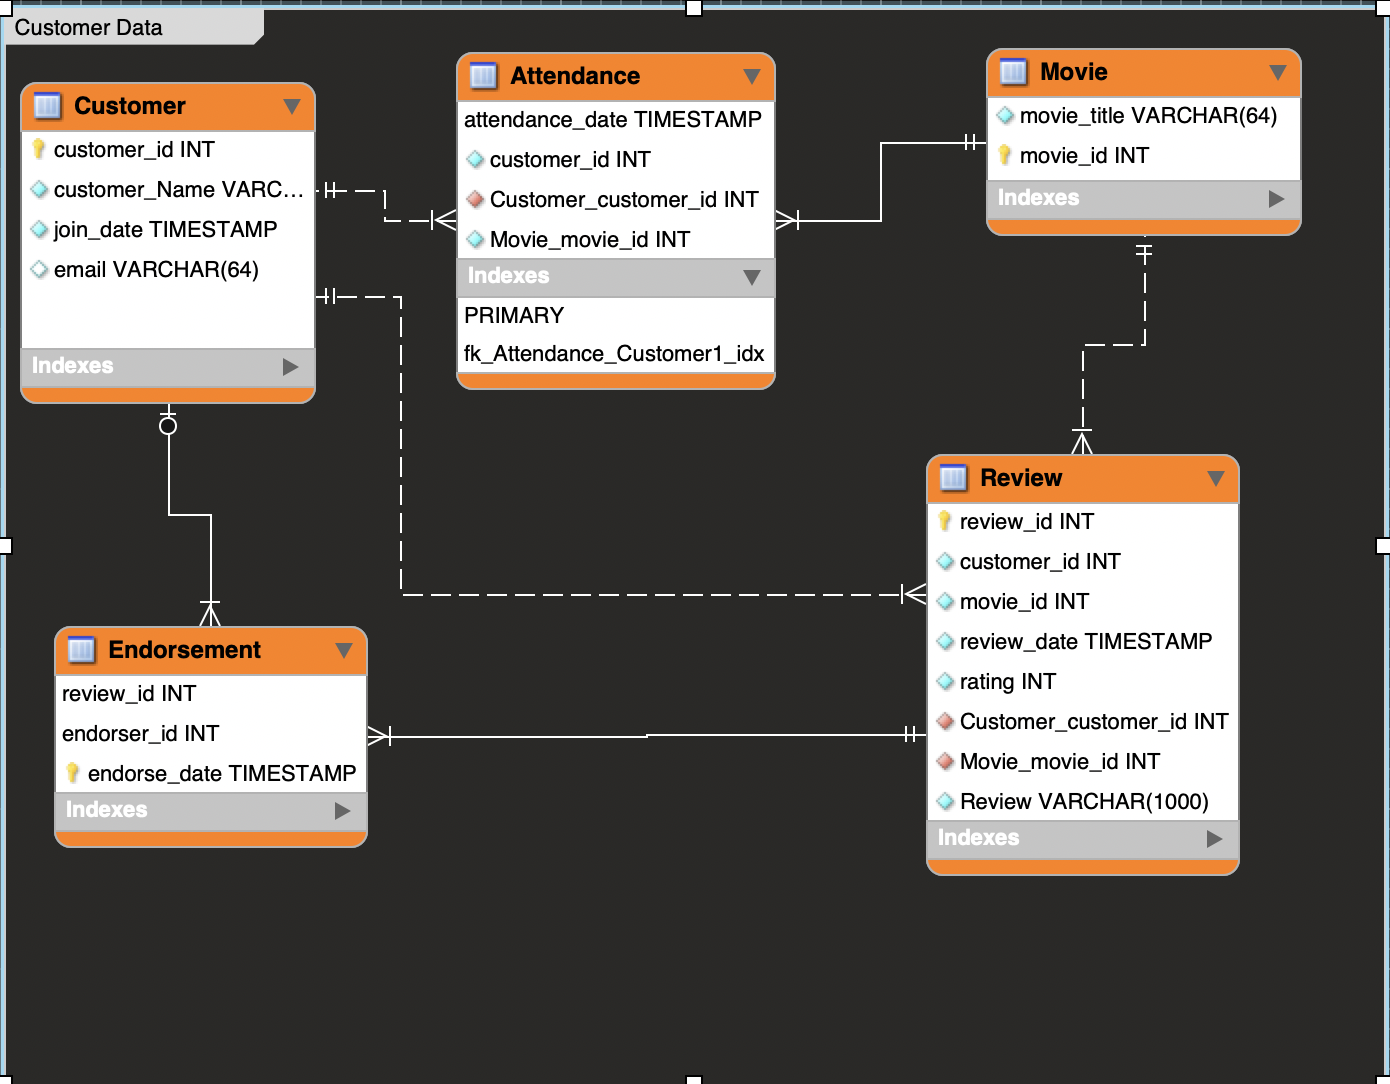 Customer Data
Customer
customer_id INT
customer_Name VARC...
join_date TIMESTAMP
email VARCHAR(64)
Indexes
Attendance
attendance_date TIMESTAMP
customer_id INT
Customer_customer_id INT
Movie_movie_id INT
Indexes
PRIMARY
fk_Attendance_Customer1_idx
Movie
movie_title VARCHAR(64)
movie_id INT
Indexes
Endorsement
review_id INT
endorser_id INT
endorse_date TIMESTAMP
Indexes
Review
review_id INT
customer_id INT
movie_id INT
review_date TIMESTAMP
rating INT
Customer_customer_id INT
Movie_movie_id INT
Review VARCHAR(1000)
Indexes